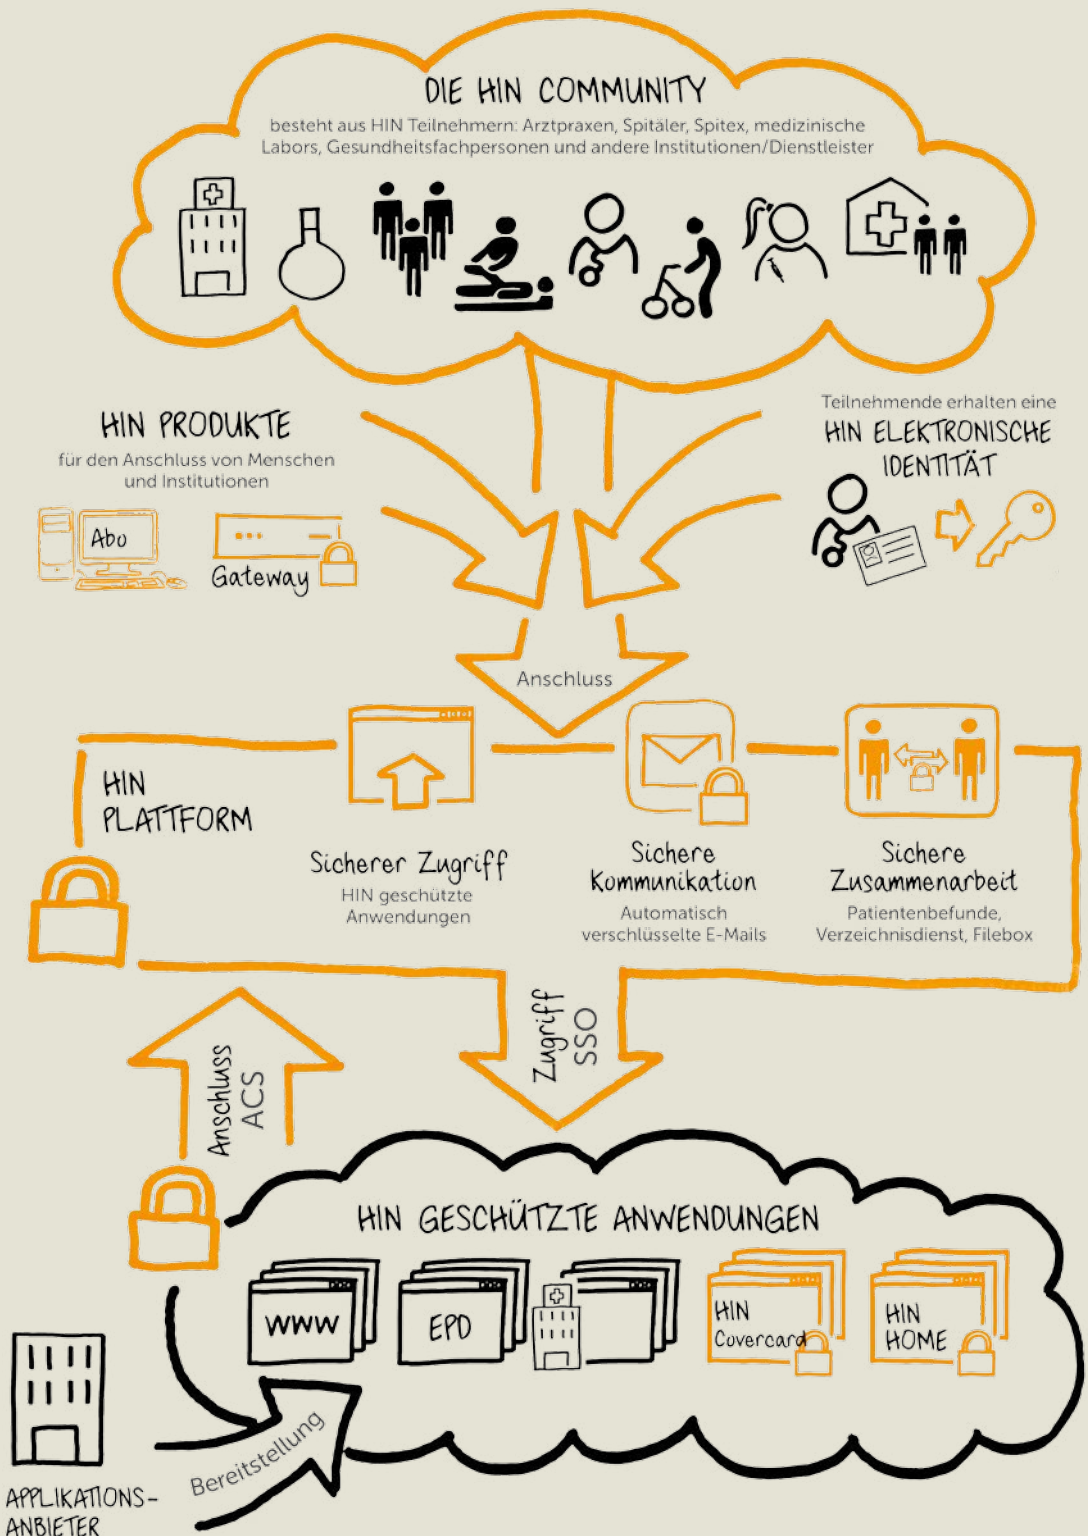 DIE HIN COMMUNITY
besteht aus HIN Teilnehmern: Arztpraxen, Spitäler, Spitex, medizinische
Labors, Gesundheitsfachpersonen und andere Institutionen/Dienstleister
HIN PRODUKTE
für den Anschluss von Menschen
und Institutionen
Abo
Gateway
Teilnehmende erhalten eine
HIN ELEKTRONISCHE
IDENTITÄT
Anschluss
HIN
PLATTFORM
Sicherer Zugriff
HIN geschützte
Anwendungen
Sichere
Kommunikation
Automatisch
verschlüsselte E-Mails
Sichere
Zusammenarbeit
Patientenbefunde,
Verzeichnisdienst, Filebox
Anschluss
ACS
Zugriff
SSO
HIN GESCHÜTZTE ANWENDUNGEN
WWW
EPD
HIN
Covercard
HIN
HOME
Bereitstellung
APPLIKATIONS-
ANBIETER